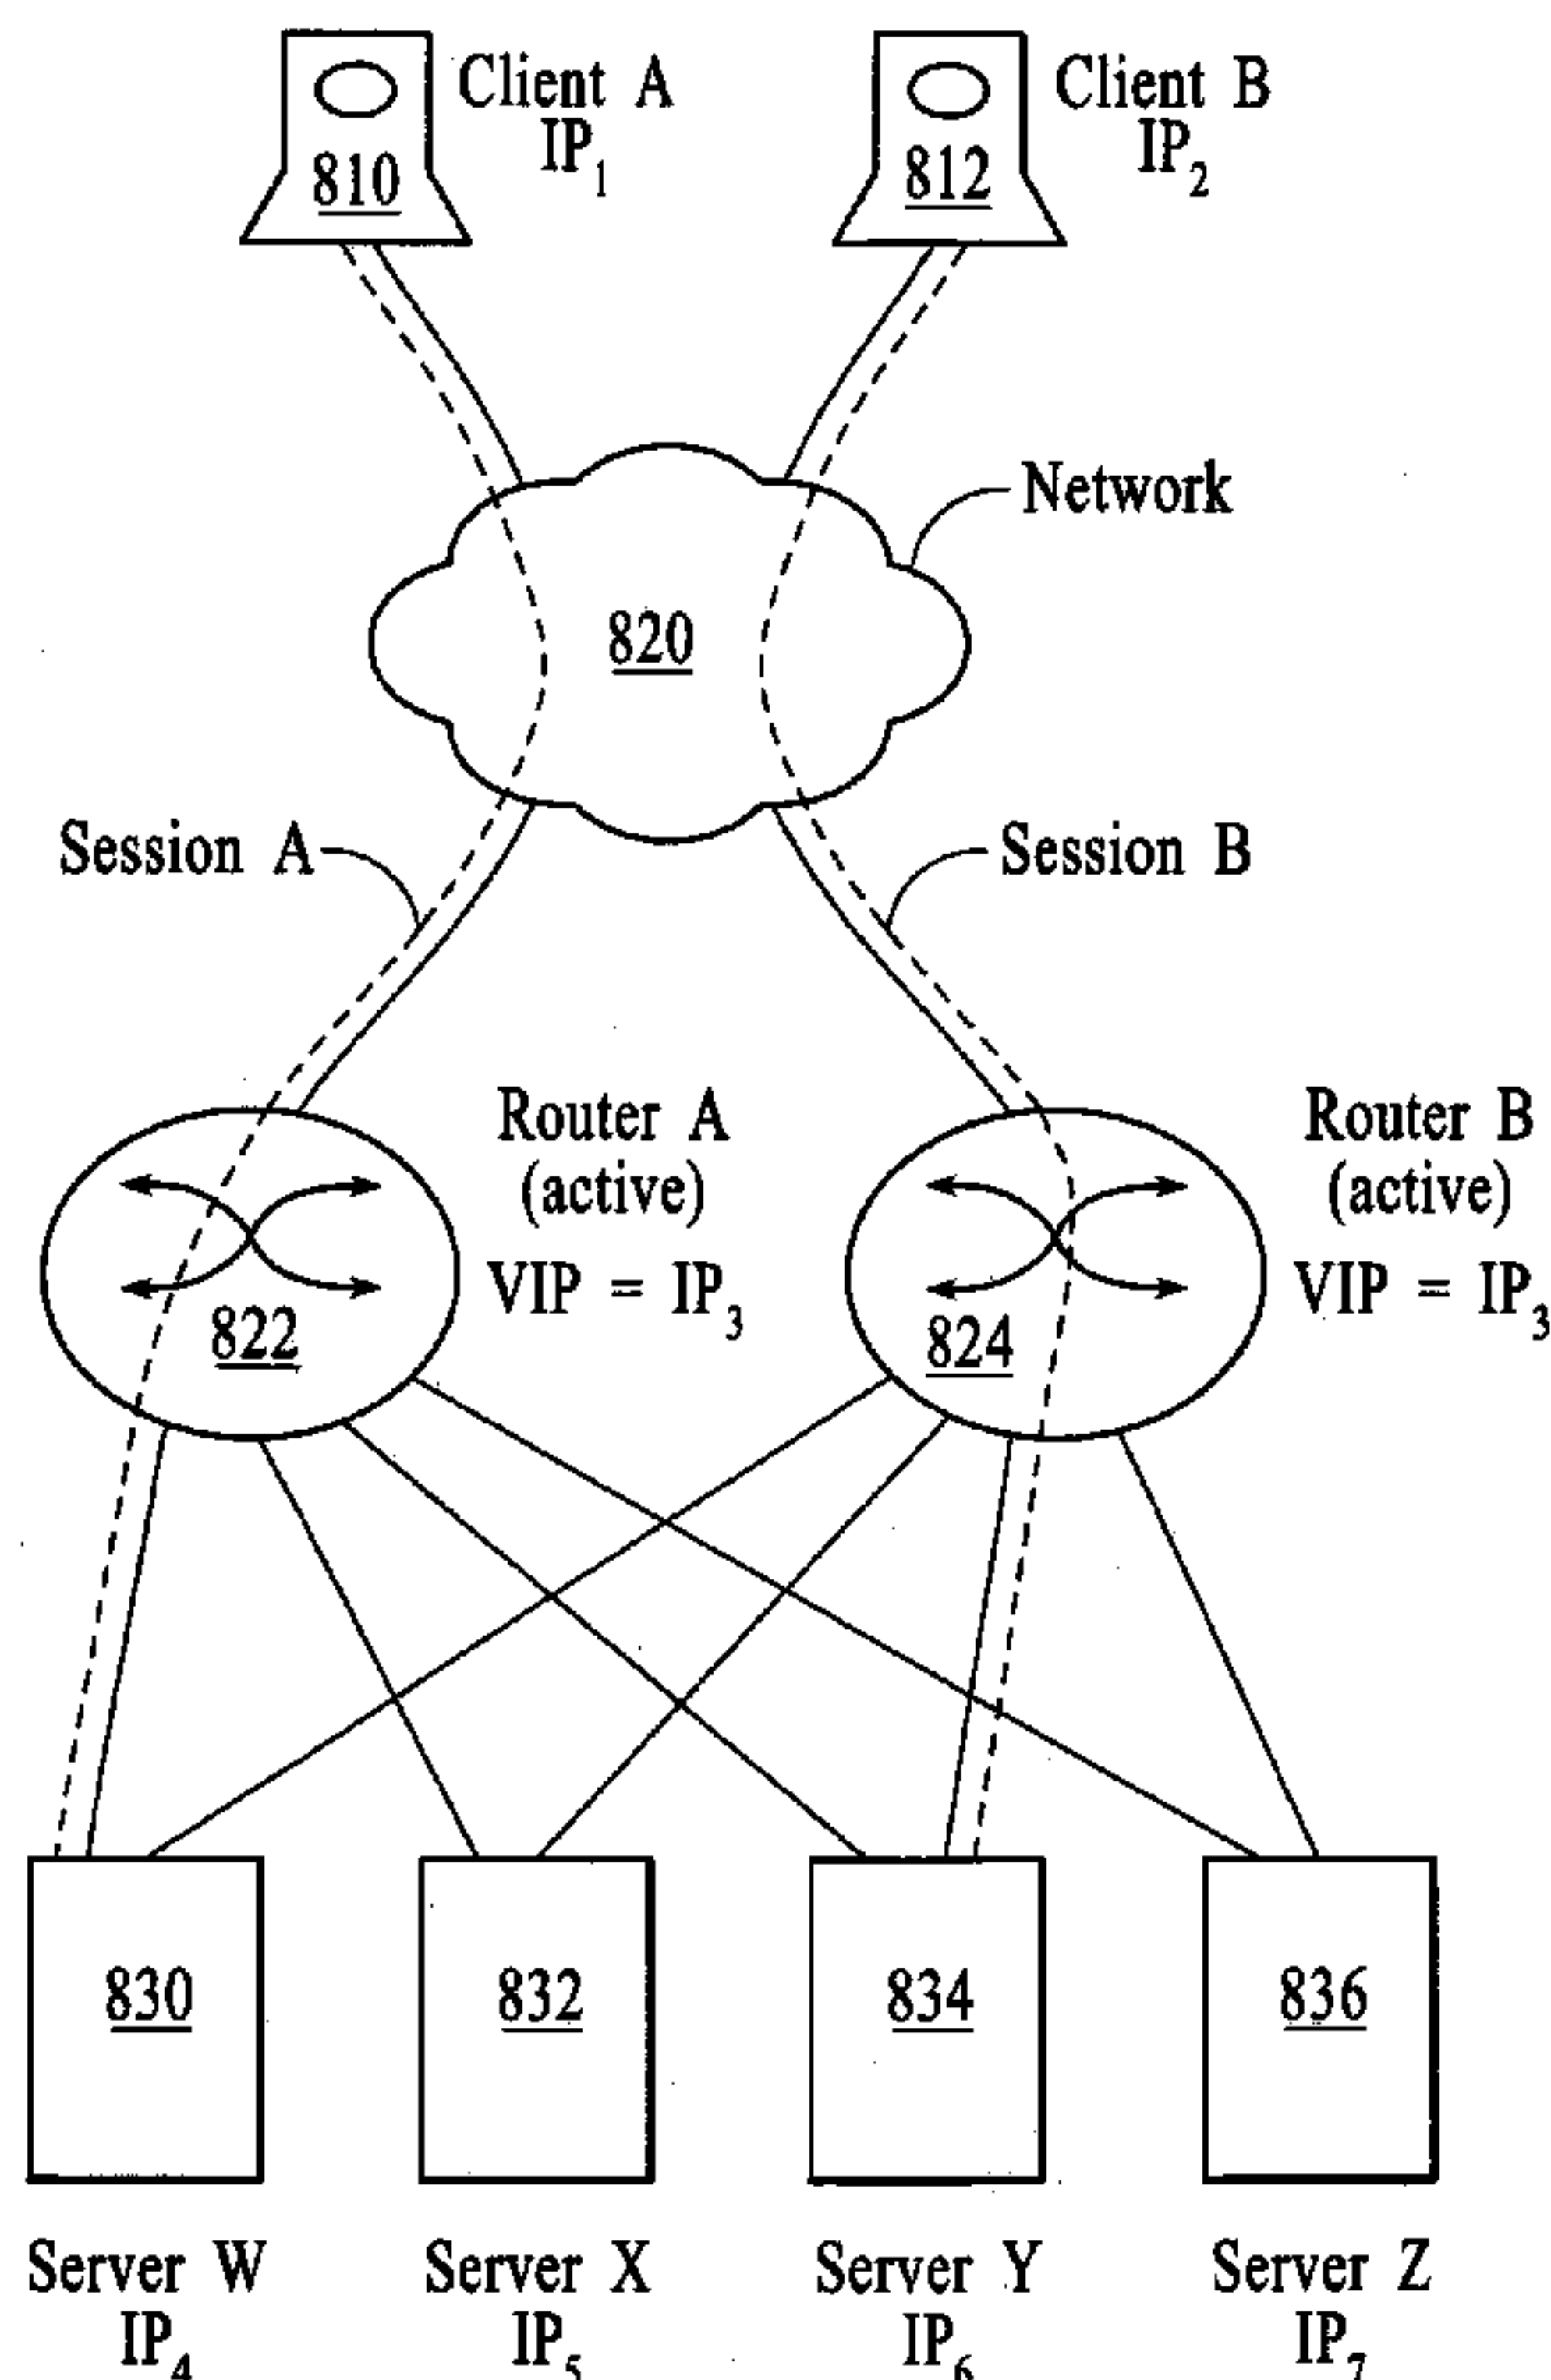 Client A
IP₁
810
Client B
IP₂
812
Network
820
Session A
Session B
Router A
(active)
VIP = IP₃
822
Router B
(active)
VIP = IP₃
824
830
832
834
836
Server W
IP₄
Server X
IP₅
Server Y
IP₆
Server Z
IP₇